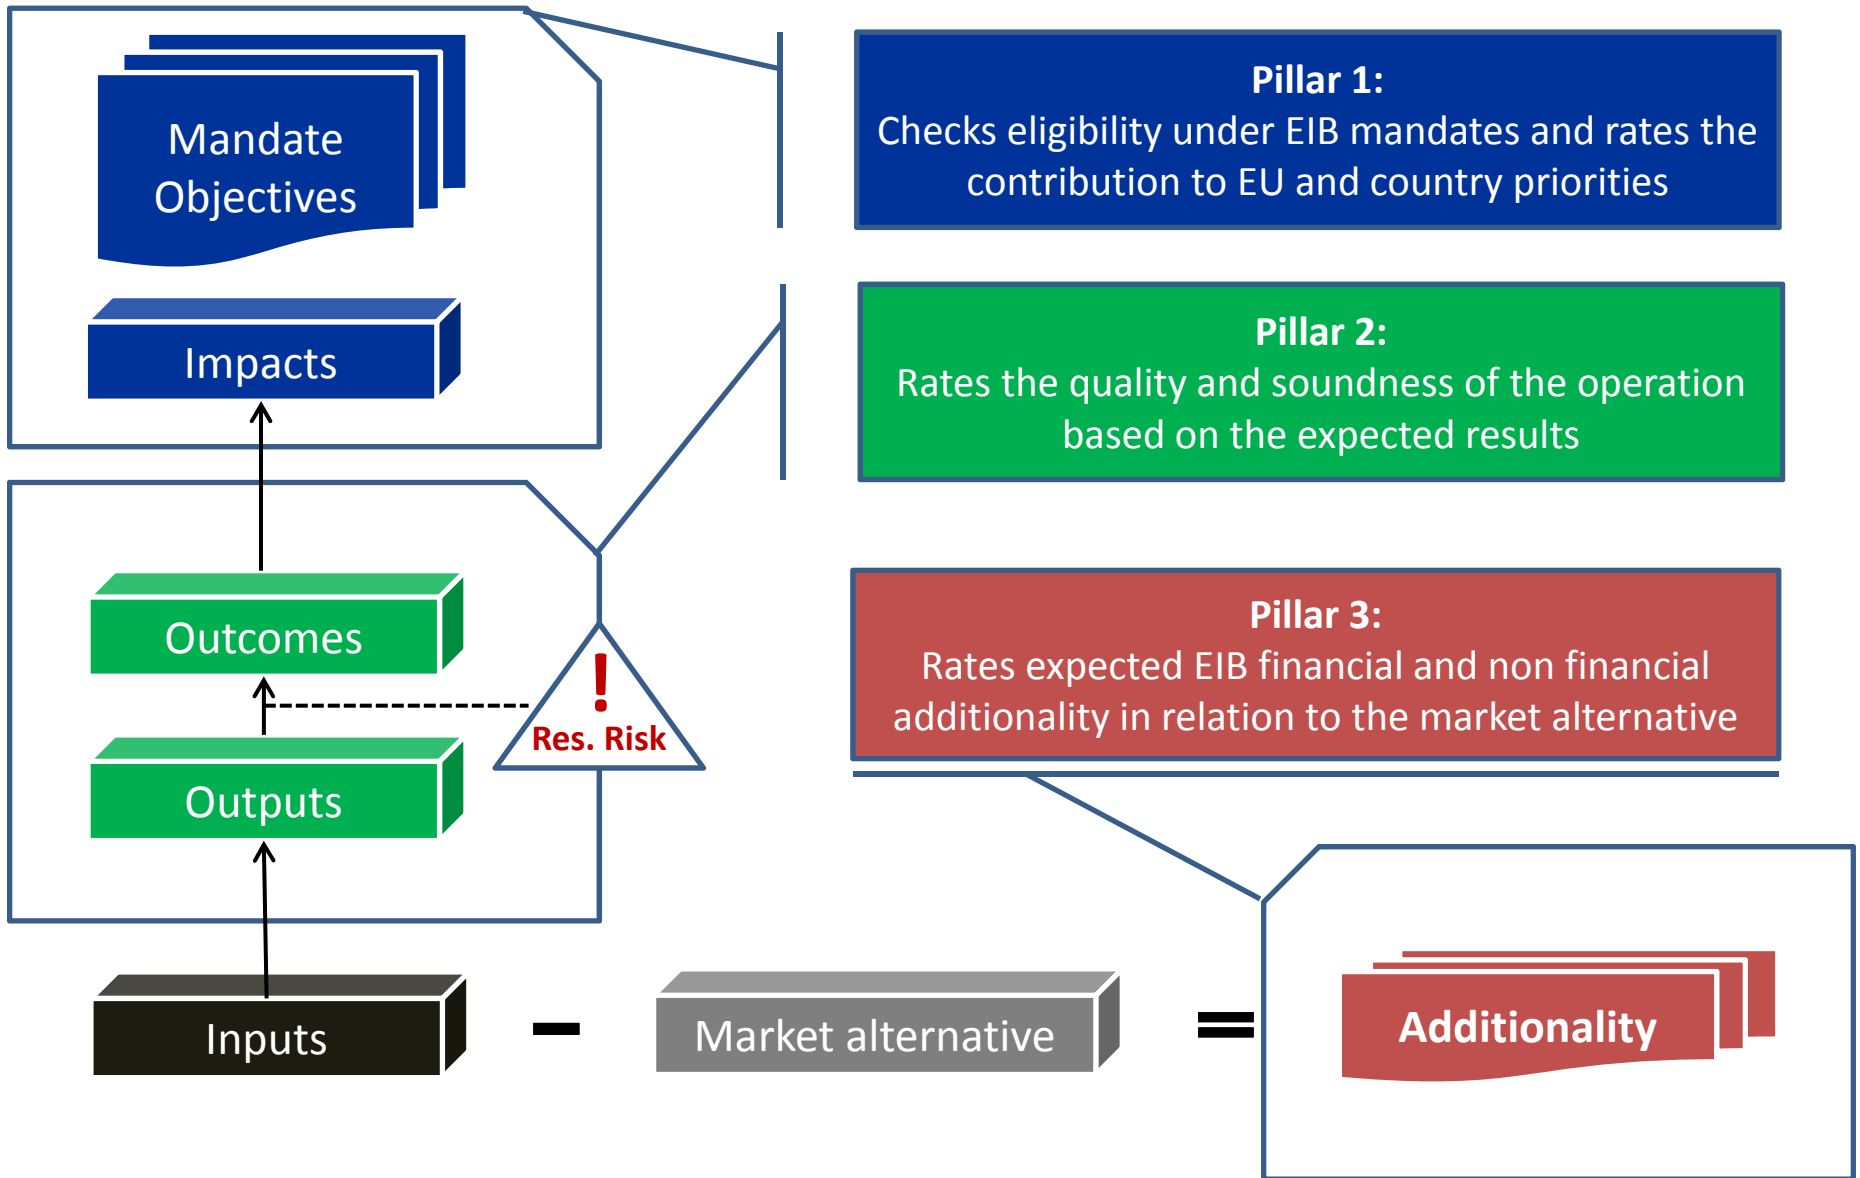 Mandate
Objectives
Impacts
Pillar 1:
Checks eligibility under EIB mandates and rates the
contribution to EU and country priorities
Pillar 2:
Rates the quality and soundness of the operation
based on the expected results
Outcomes
!
Res. Risk
Outputs
Pillar 3:
Rates expected EIB financial and non financial
additionality in relation to the market alternative
Inputs
–
Market alternative
=
Additionality